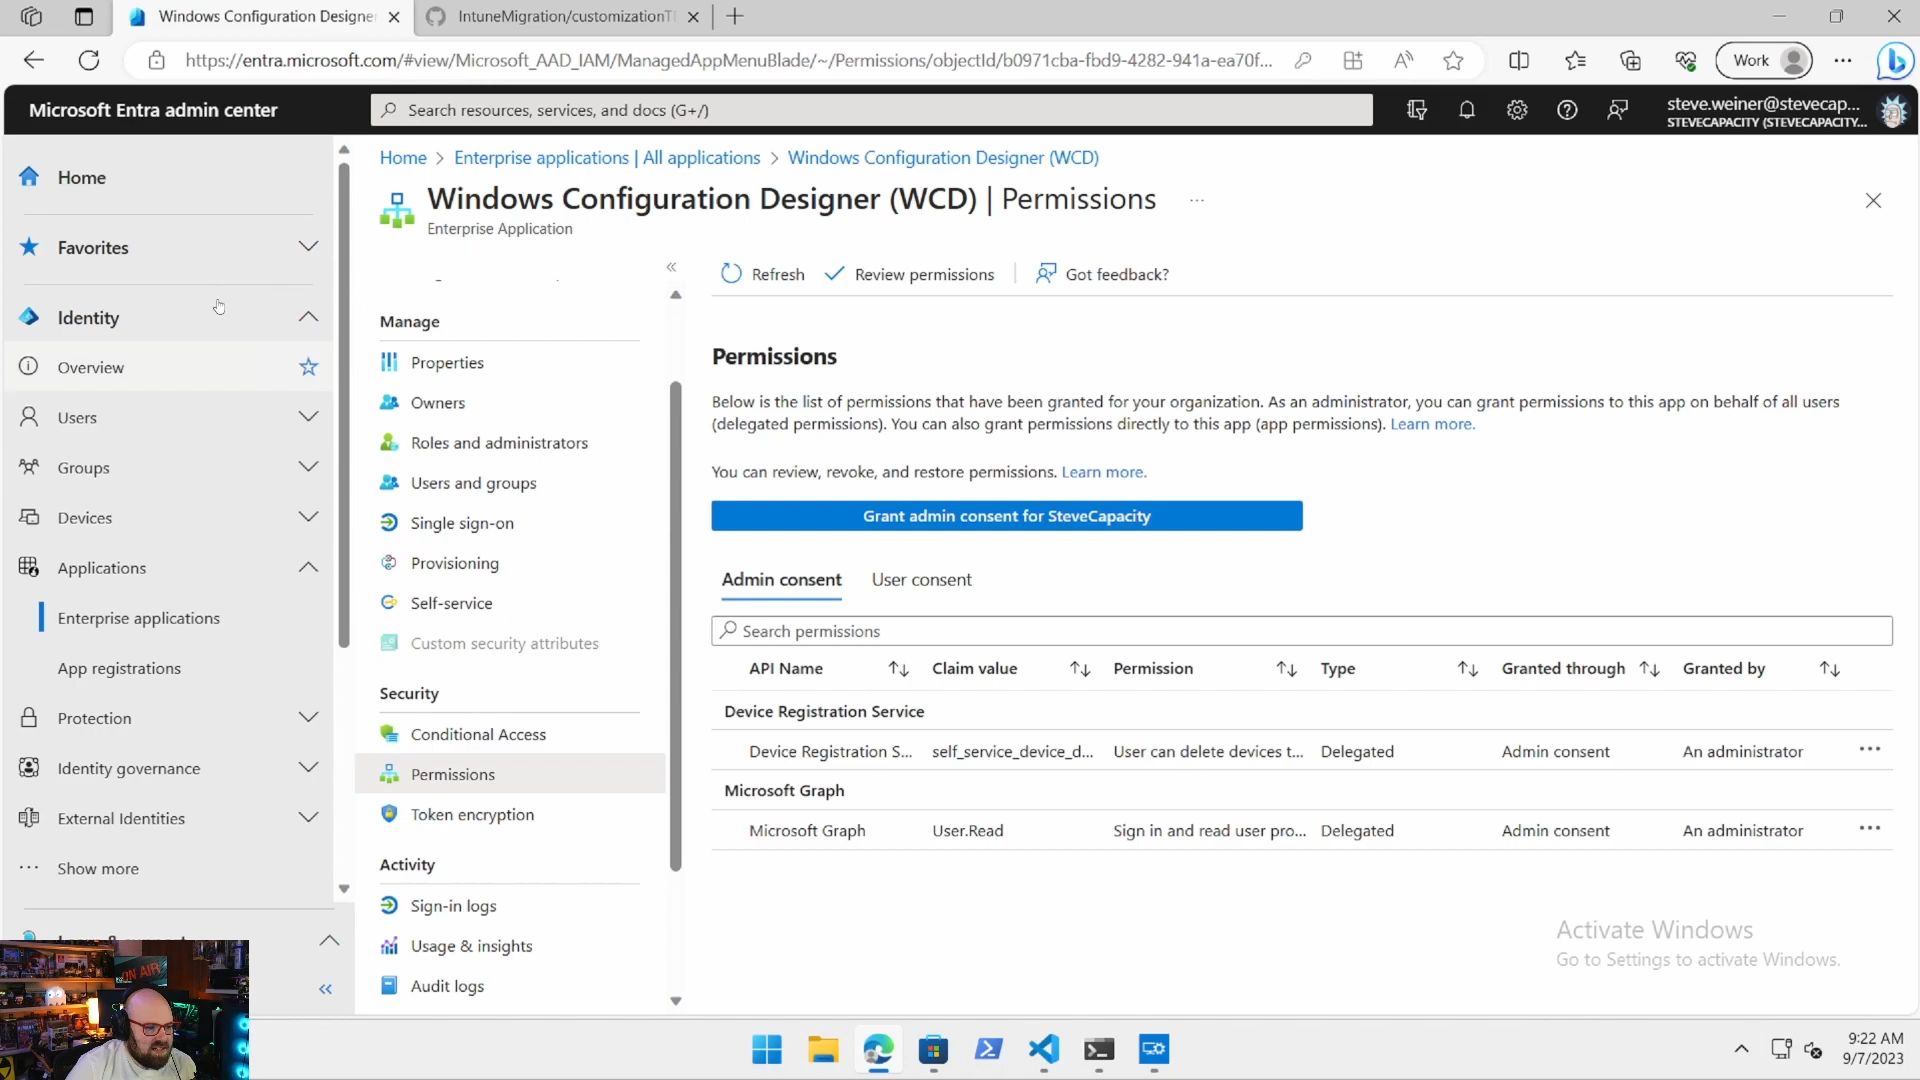 Windows Configuration Designe
IntuneMigration/customizationT
https://entra.microsoft.com/#view/Microsoft_AAD_IAM/ManagedAppMenuBlade/~/Permissions/objectId/b0971cba-fbd9-4282-941a-ea70f...
Work
Microsoft Entra admin center
Search resources, services, and docs (G+/)
steve.weiner@stevecap...
STEVECAPACITY (STEVECAPACITY...
Home
Favorites
Identity
Overview
Users
Groups
Devices
Applications
Enterprise applications
App registrations
Protection
Identity governance
External Identities
Show more
Home > Enterprise applications | All applications > Windows Configuration Designer (WCD)
Windows Configuration Designer (WCD) | Permissions ...
Enterprise Application
Manage
Properties
Owners
Roles and administrators
Users and groups
Single sign-on
Provisioning
Self-service
Custom security attributes
Security
Conditional Access
Permissions
Token encryption
Activity
Sign-in logs
Usage & insights
Audit logs
Refresh
Review permissions
Got feedback?
Permissions
Below is the list of permissions that have been granted for your organization. As an administrator, you can grant permissions to this app on behalf of all users
(delegated permissions). You can also grant permissions directly to this app (app permissions). Learn more.
You can review, revoke, and restore permissions. Learn more.
Grant admin consent for SteveCapacity
Admin consent User consent
Search permissions
API Name Claim value Permission Type Granted through Granted by
Device Registration Service
Device Registration S... self_service_device_d... User can delete devices t... Delegated Admin consent An administrator ...
Microsoft Graph
Microsoft Graph User.Read Sign in and read user pro... Delegated Admin consent An administrator ...
Activate Windows
Go to Settings to activate Windows.
ON AIR
9:22 AM
9/7/2023